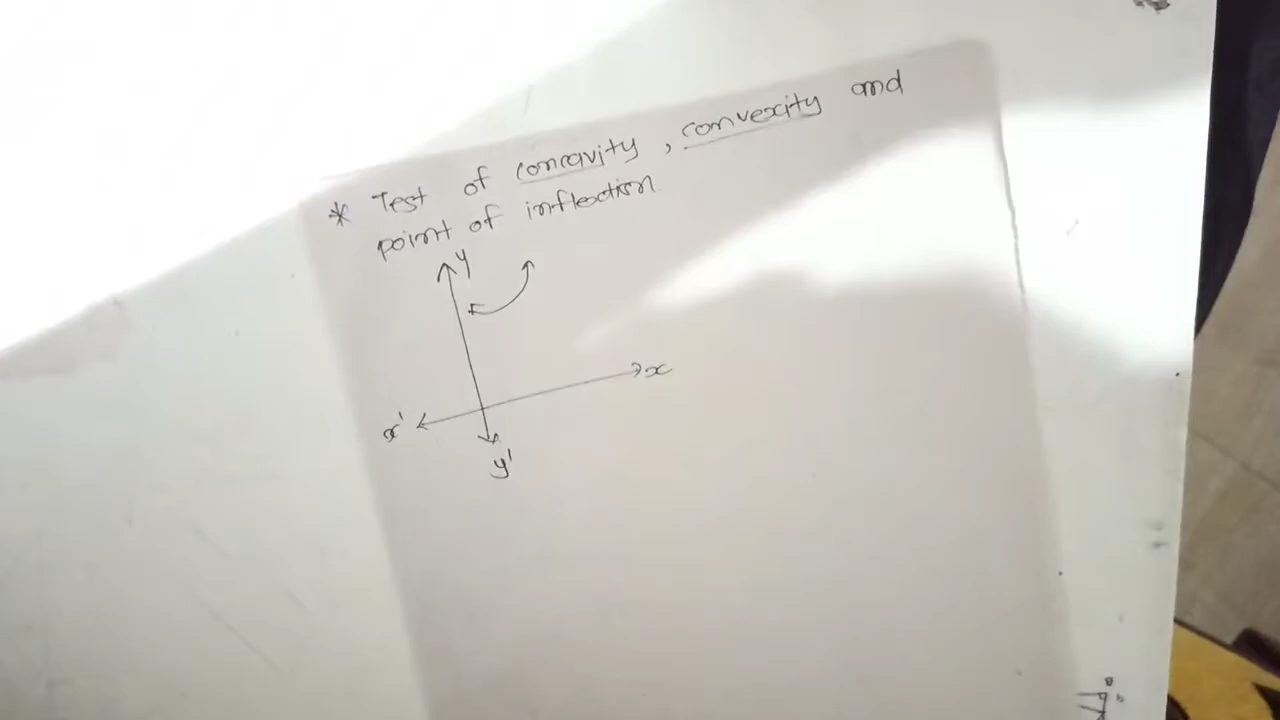 * Test of concavity, convexity and
point of inflection.
y
x
x'
y'